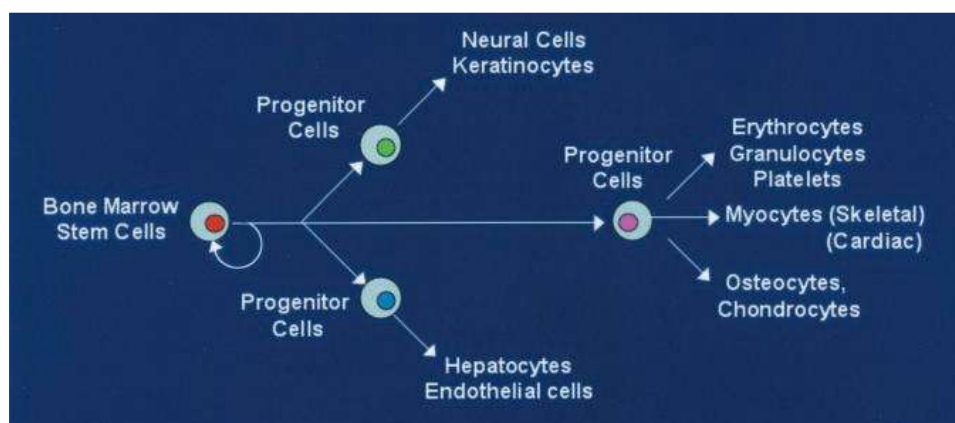 Neural Cells
Keratinocytes
Progenitor
Cells
Erythrocytes
Granulocytes
Platelets
Progenitor
Cells
Bone Marrow
Stem Cells
Myocytes (Skeletal)
(Cardiac)
Progenitor
Cells
Osteocytes,
Chondrocytes
Hepatocytes
Endothelial cells